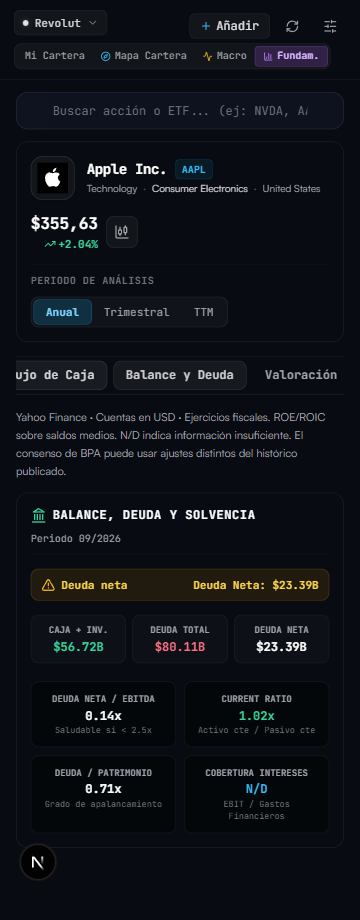 Revolut
Añadir
Mi Cartera
Mapa Cartera
Macro
Fundam.
Buscar acción o ETF... (ej: NVDA, A
Apple Inc.
AAPL
Technology · Consumer Electronics · United States
$355,63
+2.04%
PERIODO DE ANÁLISIS
Anual
Trimestral
TTM
ujo de Caja
Balance y Deuda
Valoración
Yahoo Finance · Cuentas en USD · Ejercicios fiscales. ROE/ROIC
sobre saldos medios. N/D indica información insuficiente. El
consenso de BPA puede usar ajustes distintos del histórico
publicado.
BALANCE, DEUDA Y SOLVENCIA
Periodo 09/2026
Deuda neta
Deuda Neta: $23.39B
CAJA + INV.
$56.72B
DEUDA TOTAL
$80.11B
DEUDA NETA
$23.39B
DEUDA NETA / EBITDA
0.14x
Saludable si < 2.5x
CURRENT RATIO
1.02x
Activo cte / Pasivo cte
DEUDA / PATRIMONIO
0.71x
Grado de apalancamiento
COBERTURA INTERESES
N/D
EBIT / Gastos
Financieros
N